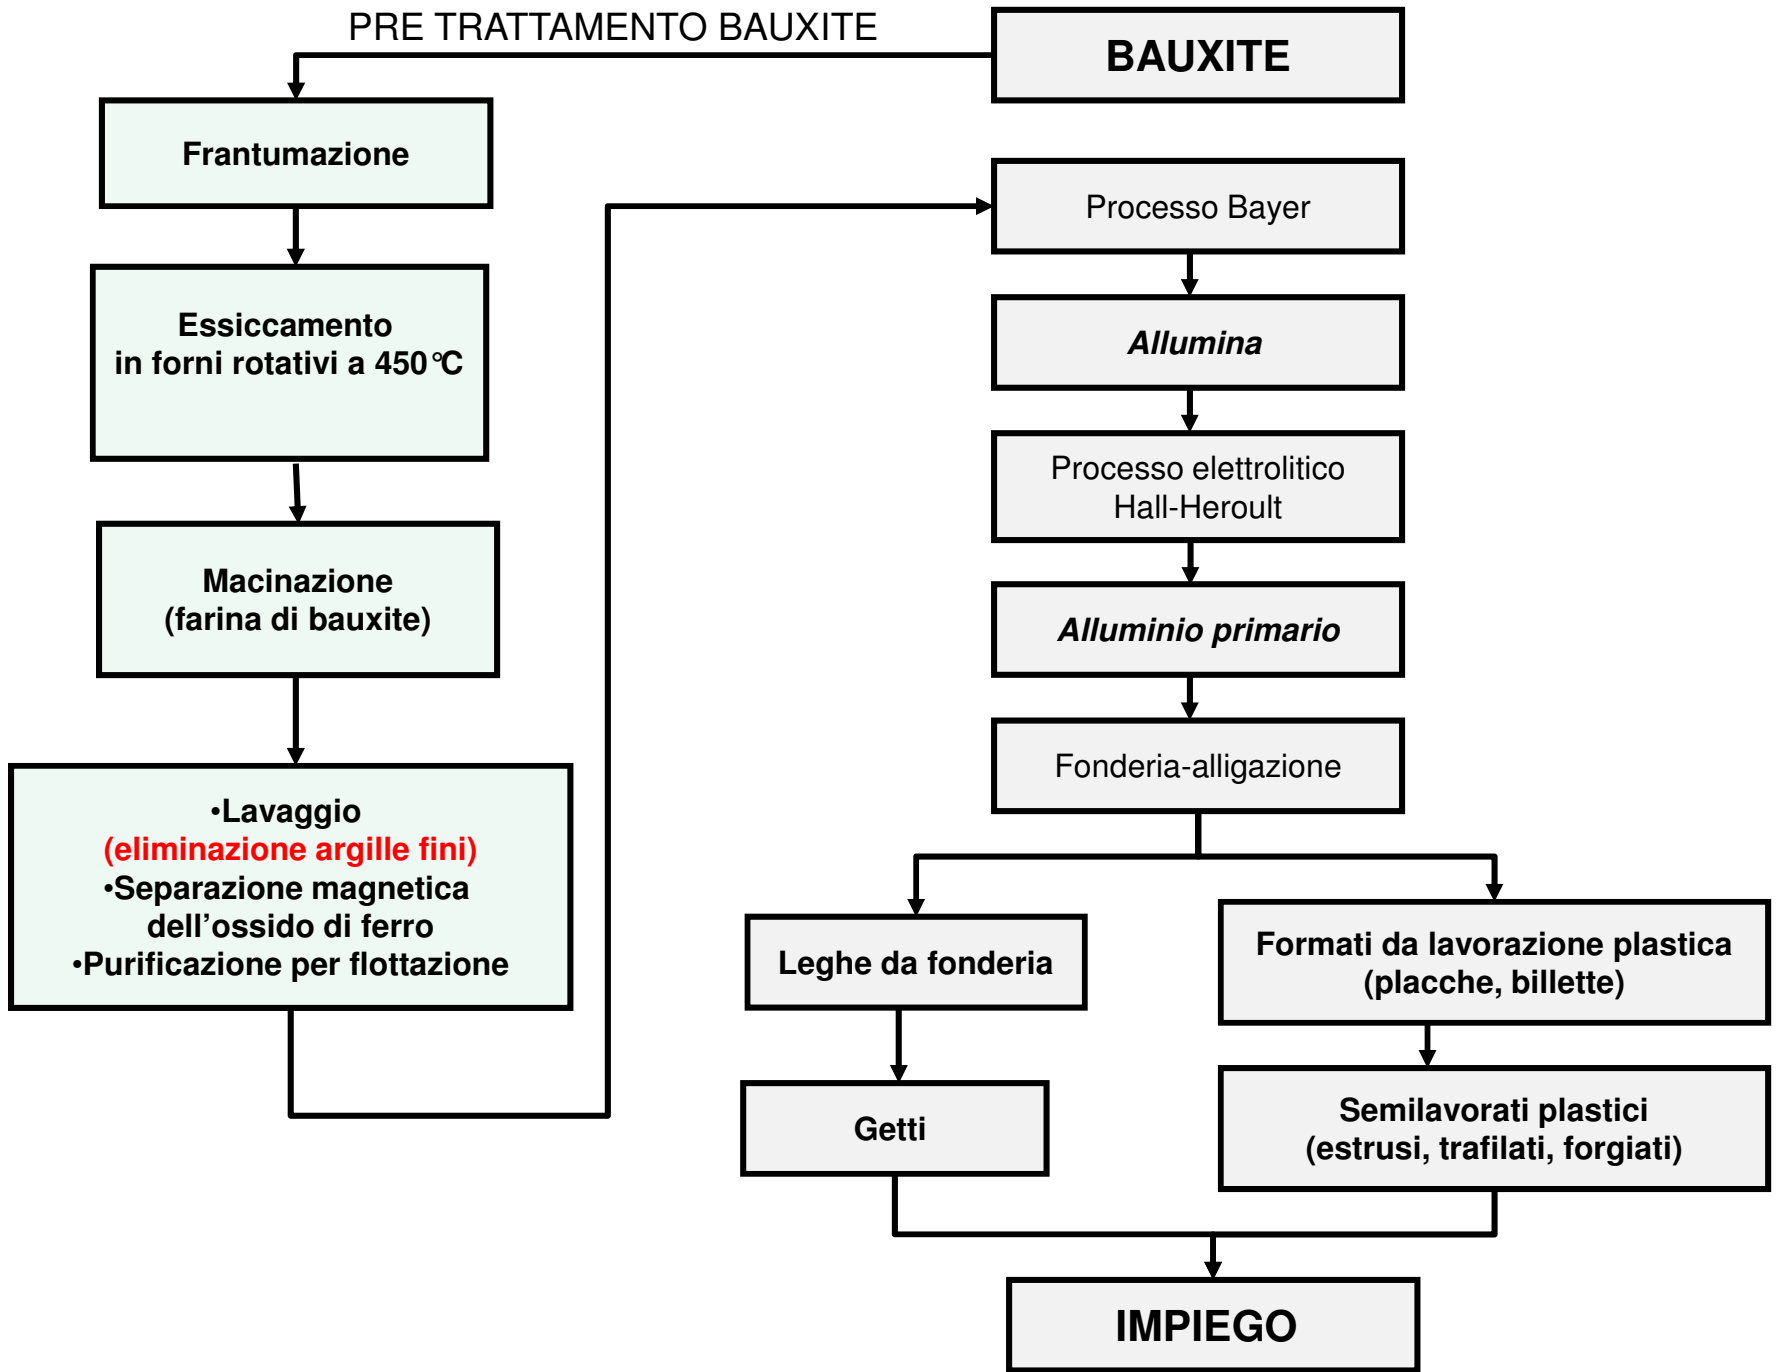 PRE TRATTAMENTO BAUXITE
BAUXITE
Frantumazione
Essiccamento
in forni rotativi a 450°C
Macinazione
(farina di bauxite)
•Lavaggio
(eliminazione argille fini)
•Separazione magnetica
dell’ossido di ferro
•Purificazione per flottazione
Processo Bayer
Allumina
Processo elettrolitico
Hall-Heroult
Alluminio primario
Fonderia-alligazione
Leghe da fonderia
Getti
Formati da lavorazione plastica
(placche, billette)
Semilavorati plastici
(estrusi, trafilati, forgiati)
IMPIEGO